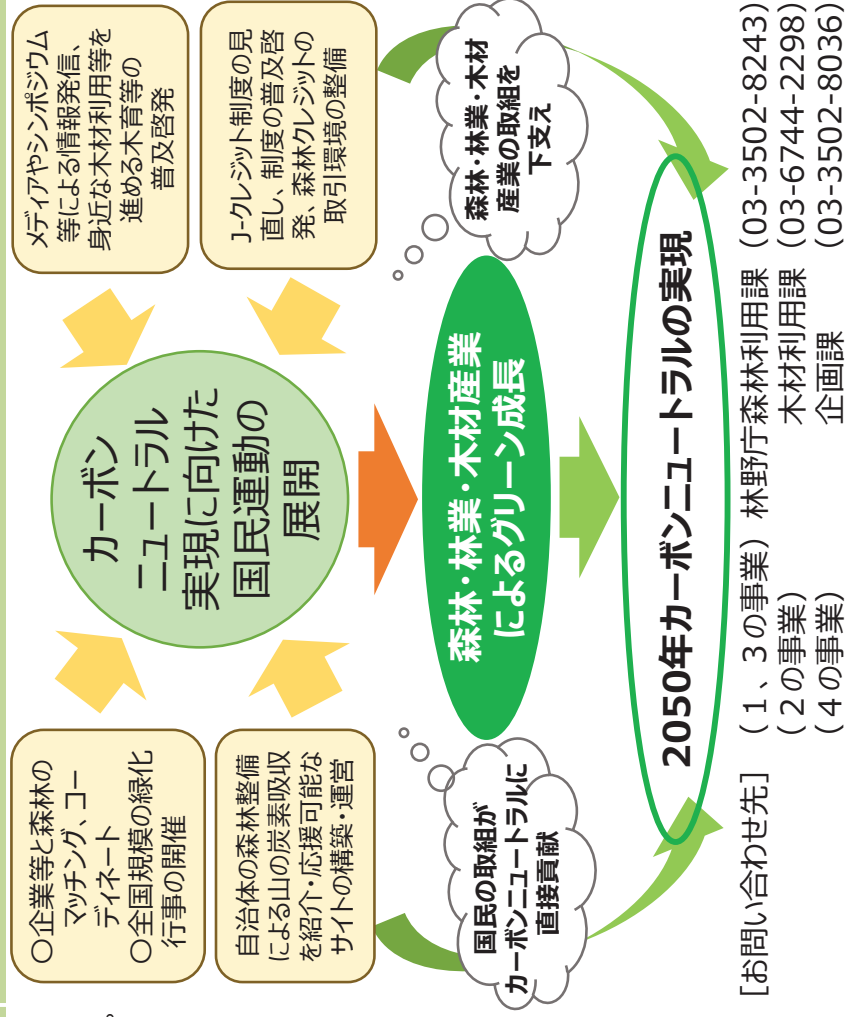 ○企業等と森林の
マッチング、コー
ディネート
○全国規模の緑化
行事の開催
自治体の森林整備
による山の炭素吸収
を紹介・応援可能な
サイトの構築・運営
カーボン
ニュートラル
実現に向けた
国民運動の
展開
メディアやシンポジウム
等による情報発信、
身近な木材利用等を
進める木育等の
普及啓発
J-クレジット制度の見
直し、制度の普及啓
発、森林クレジットの
取引環境の整備
国民の取組が
カーボンニュートラルに
直接貢献
森林・林業・木材産業
によるグリーン成長
森林・林業・木材
産業の取組を
下支え
2050年カーボンニュートラルの実現
[お問い合わせ先] (1、3の事業) 林野庁森林利用課 (03-3502-8243)
(2の事業) 木材利用課 (03-6744-2298)
(4の事業) 企画課 (03-3502-8036)